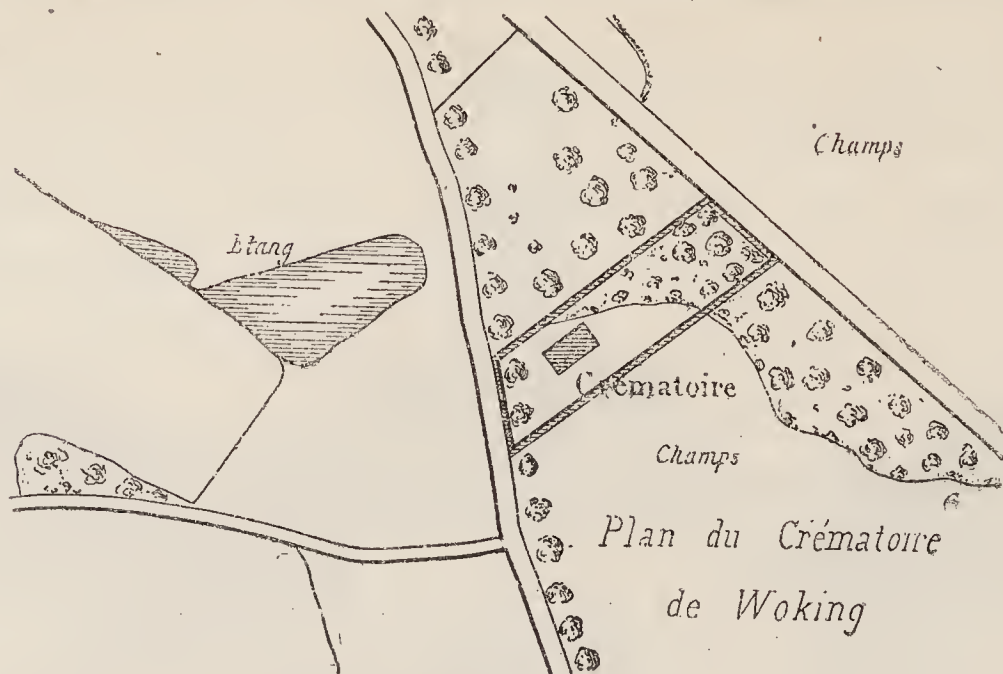 Champs
Etang
Crématoire
Champs
Plan du Crématoire
de Woking